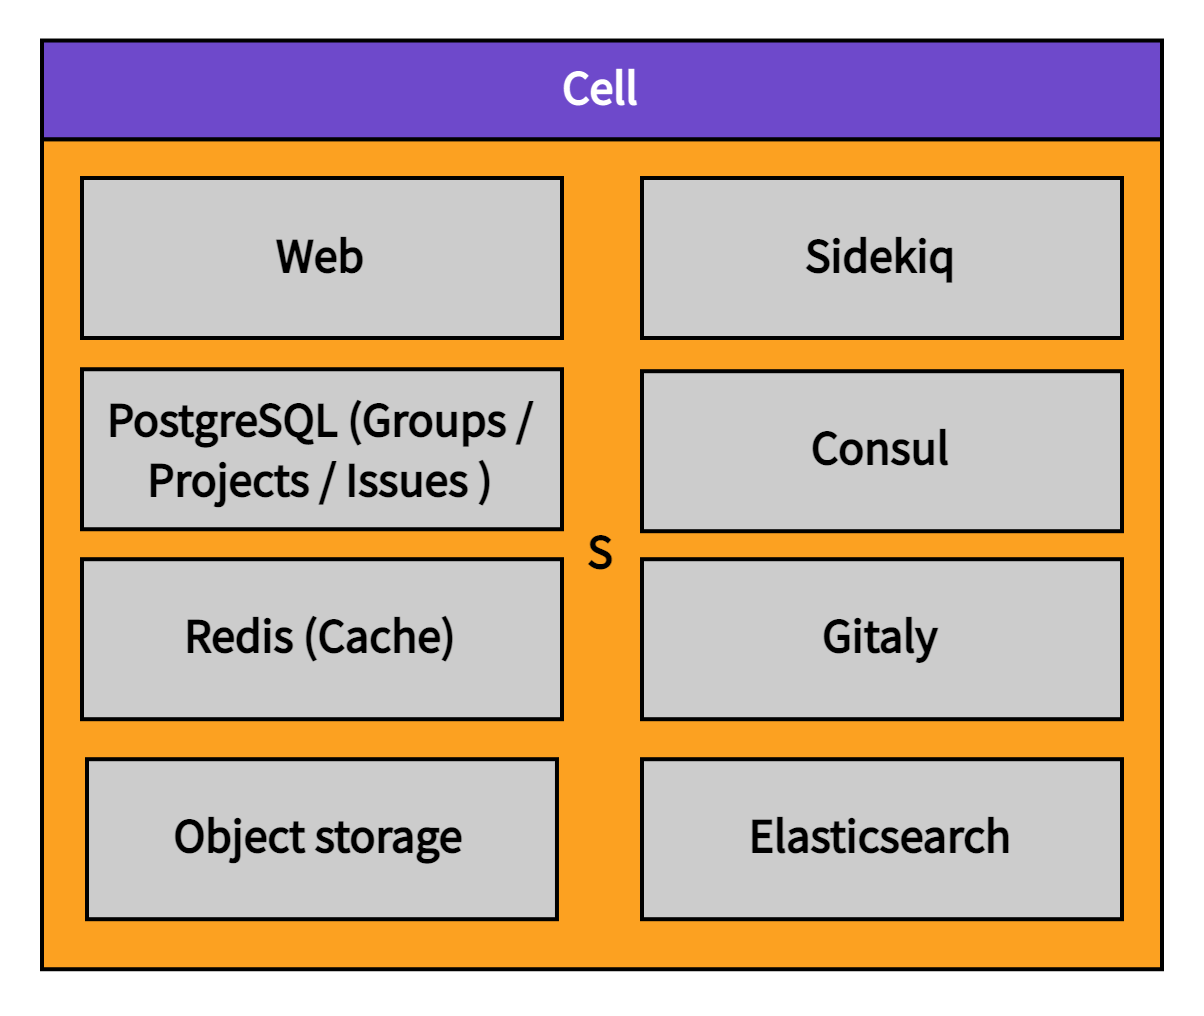 Cell
Web
Sidekiq
PostgreSQL (Groups /
Projects / Issues )
Consul
S
Redis (Cache)
Gitaly
Object storage
Elasticsearch